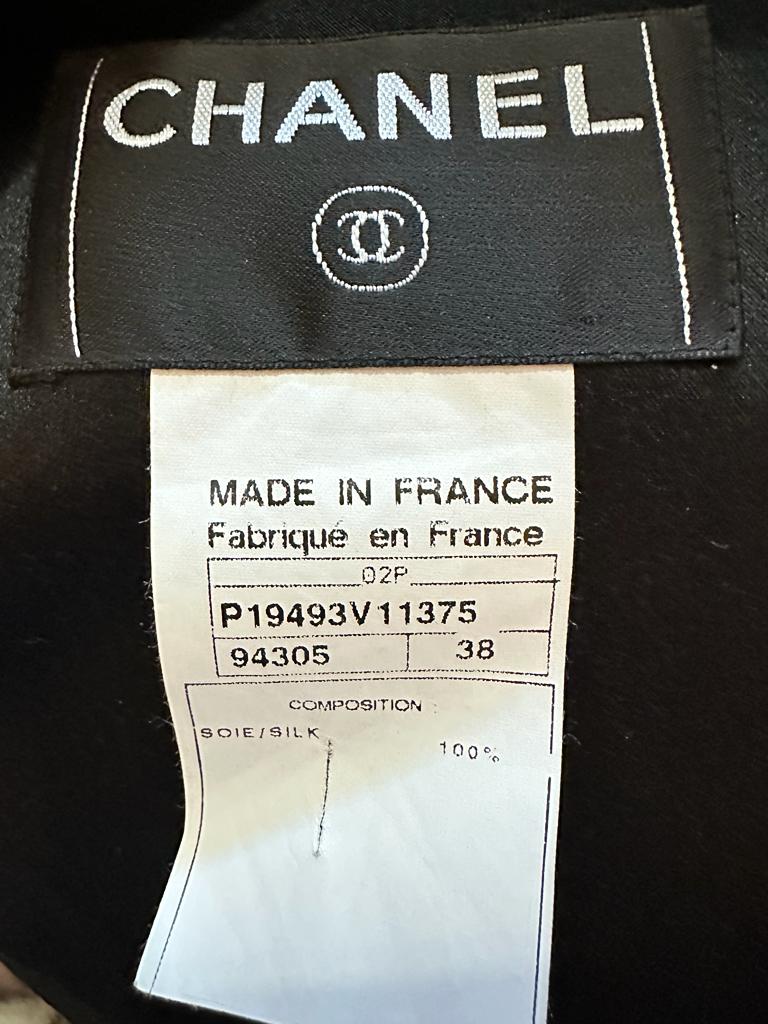 CHANEL
MADE IN FRANCE
Fabriqué en France
02P
P19493V11375
94305 38
COMPOSITION :
SOIE/SILK 100%